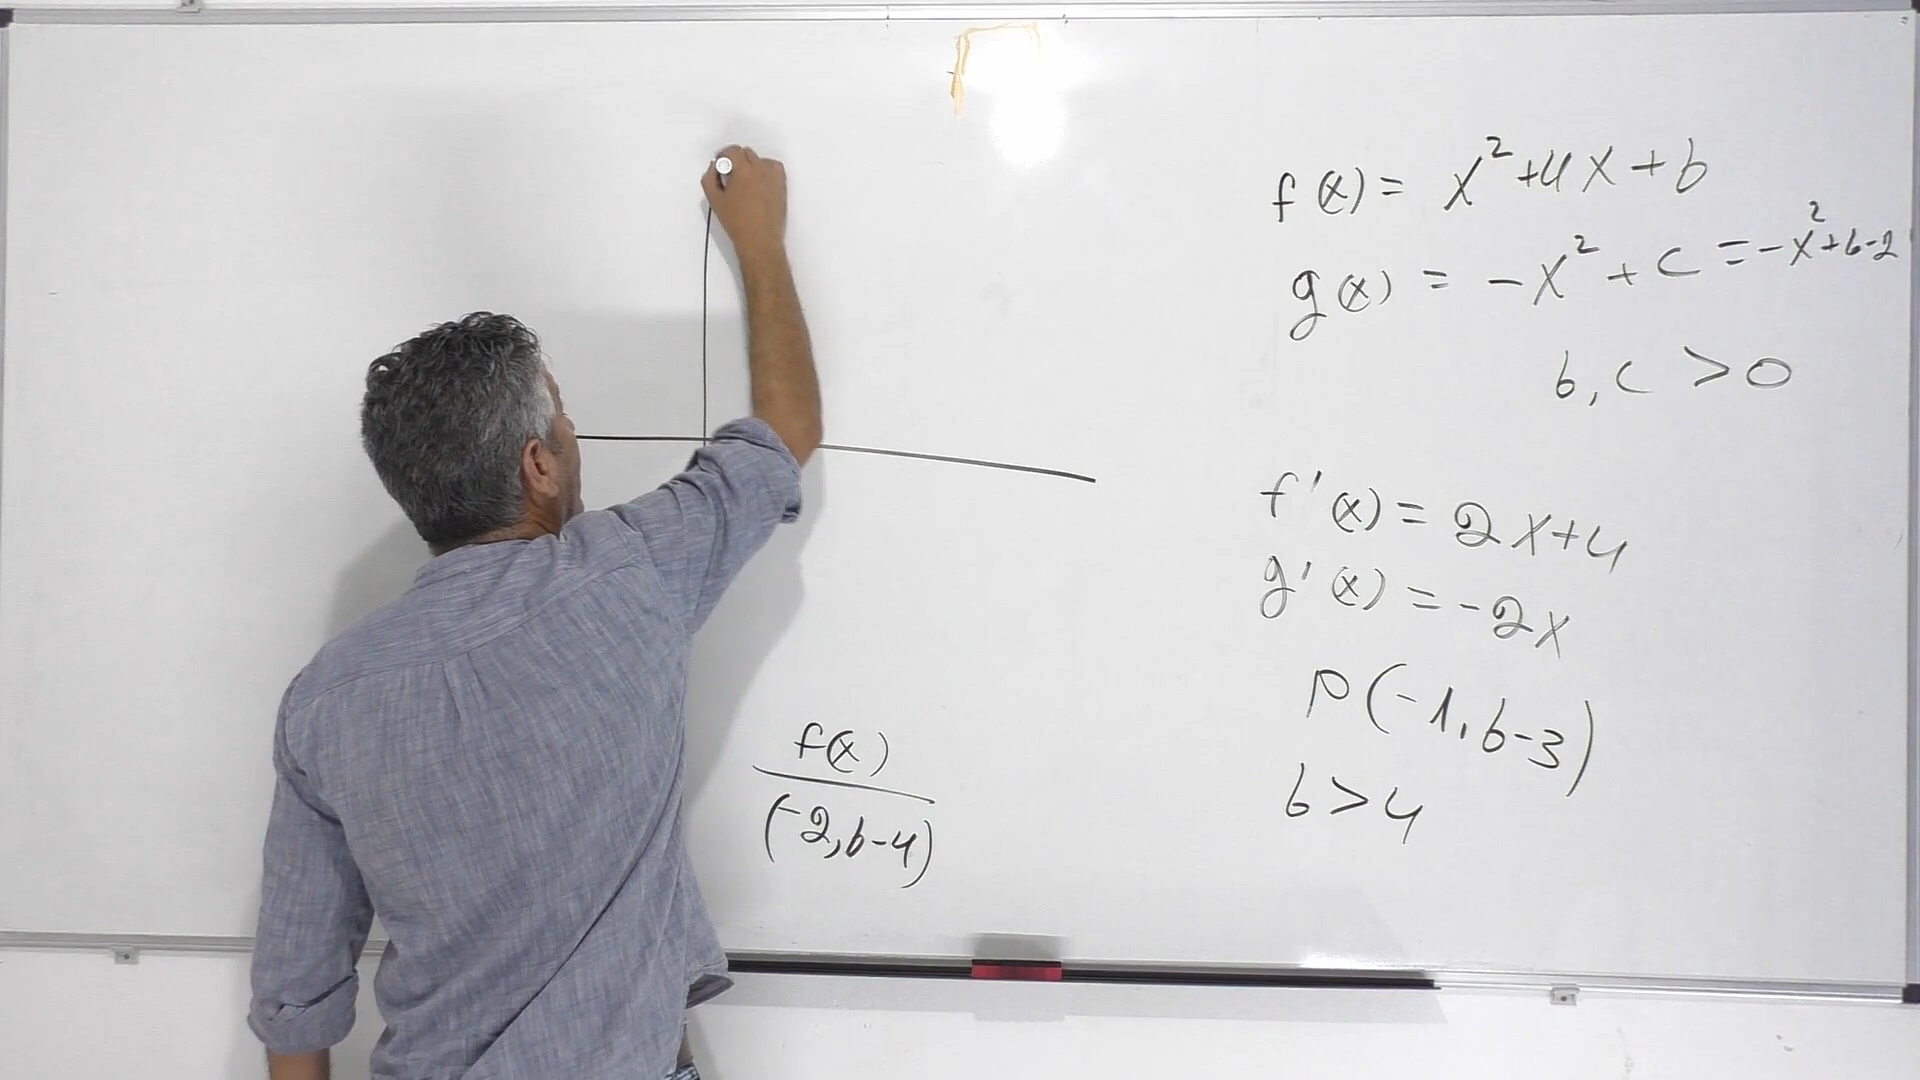 f(x) = x²+4x+b
g(x) = -x²+c = -x²+b-2
b,c >0
f'(x) = 2x+4
g'(x) = -2x
P(-1,b-3)
b>4
f(x)
(-2,b-4)